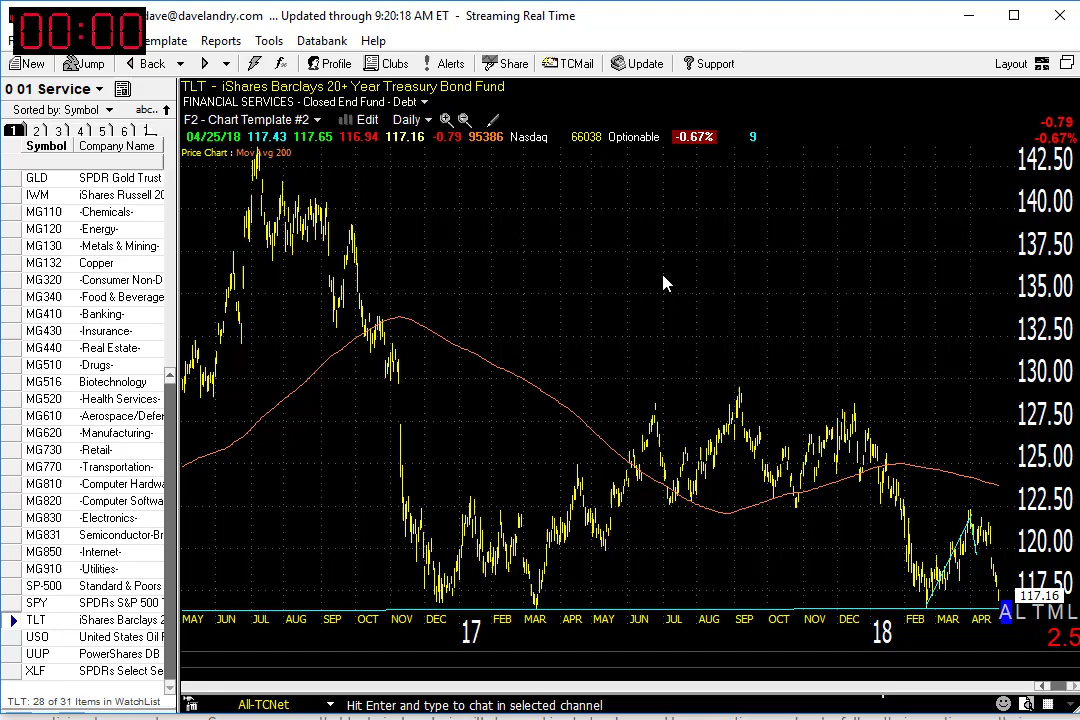 00:00
dave@davelandry.com ... Updated through 9:20:18 AM ET - Streaming Real Time
Template Reports Tools Databank Help
New Jump Back Profile Clubs Alerts Share TCMail Update Support Layout
0 01 Service
Sorted by: Symbol abc..
1 2 3 4 5 6
Symbol Company Name
GLD SPDR Gold Trust
IWM iShares Russell 20
MG110 -Chemicals-
MG120 -Energy-
MG130 -Metals & Mining-
MG132 Copper
MG320 -Consumer Non-D
MG340 -Food & Beverage
MG410 -Banking-
MG430 -Insurance-
MG440 -Real Estate-
MG510 -Drugs-
MG516 Biotechnology
MG520 -Health Services-
MG610 -Aerospace/Defer
MG620 -Manufacturing-
MG730 -Retail-
MG770 -Transportation-
MG810 -Computer Hardwa
MG820 -Computer Softwa
MG830 -Electronics-
MG831 Semiconductor-Br
MG850 -Internet-
MG910 -Utilities-
SP-500 Standard & Poors
SPY SPDRs S&P 500 T
TLT iShares Barclays 2
USO United States Oil F
UUP PowerShares DB
XLF SPDRs Select Se
TLT: 28 of 31 Items in WatchList
TLT - iShares Barclays 20+ Year Treasury Bond Fund
FINANCIAL SERVICES - Closed End Fund - Debt
F2 - Chart Template #2 Edit Daily
04/25/18 117.43 117.65 116.94 117.16 -0.79 95386 Nasdaq 66038 Optionable -0.67% 9
Price Chart : Mov Avg 200
-0.79
-0.67%
142.50
140.00
137.50
135.00
132.50
130.00
127.50
125.00
122.50
120.00
117.50
117.16
A L T M L
2.5
MAY JUN JUL AUG SEP OCT NOV DEC 17 FEB MAR APR MAY JUN JUL AUG SEP OCT NOV DEC 18 FEB MAR APR
All-TCNet Hit Enter and type to chat in selected channel